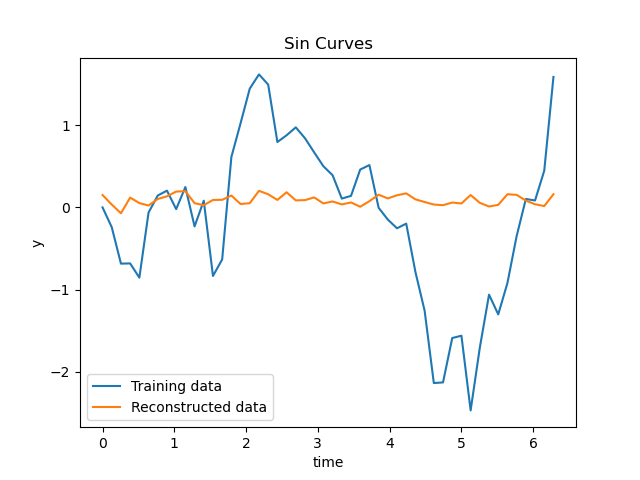 Sin Curves
y
1
0
−1
−2
Training data
Reconstructed data
0 1 2 3 4 5 6
time